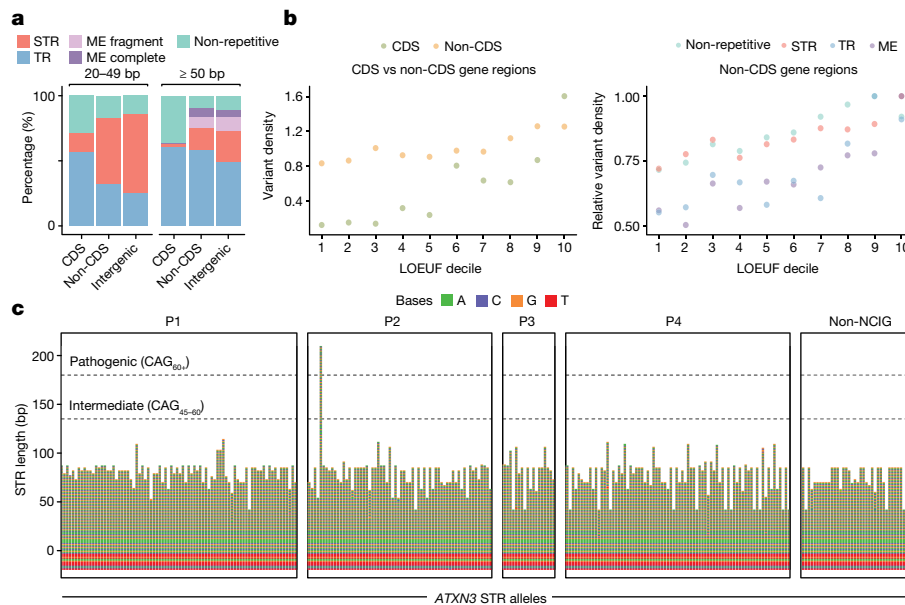 a
STR ME fragment Non-repetitive
TR ME complete
20–49 bp ≥ 50 bp
Percentage (%)
100
0
CDS
Non-CDS
Intergenic
CDS
Non-CDS
Intergenic
b
CDS Non-CDS
CDS vs non-CDS gene regions
Variant density
1.6
1.2
0.8
0.4
1 2 3 4 5 6 7 8 9 10
LOEUF decile
Non-repetitive STR TR ME
Non-CDS gene regions
Relative variant density
1.00
0.75
0.50
1 2 3 4 5 6 7 8 9 10
LOEUF decile
Bases A C G T
c
P1 P2 P3 P4 Non-NCIG
STR length (bp)
200
150
100
50
0
Pathogenic (CAG60+)
Intermediate (CAG45–60)
ATXN3 STR alleles